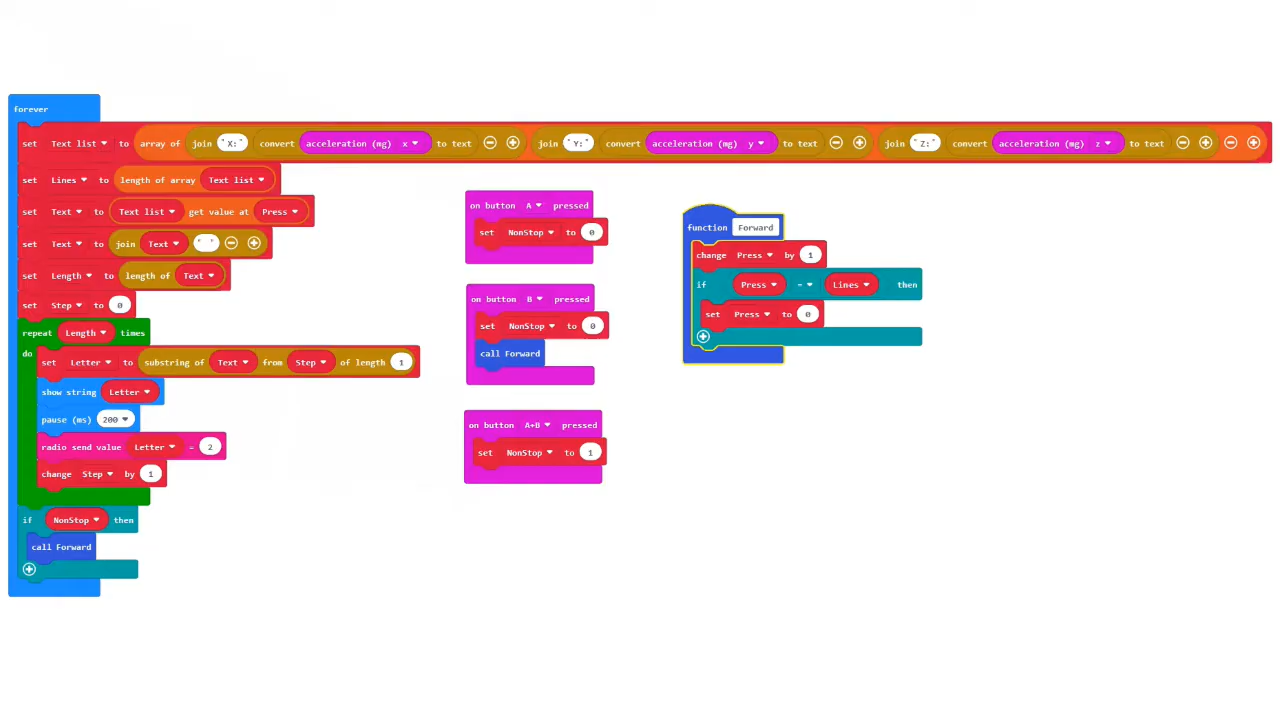 forever
set Text list to array of join "X:" convert acceleration (mg) x to text join "Y:" convert acceleration (mg) y to text join "Z:" convert acceleration (mg) z to text
set Lines to length of array Text list
set Text to Text list get value at Press
set Text to join Text " "
set Length to length of Text
set Step to 0
repeat Length times
do
set Letter to substring of Text from Step of length 1
show string Letter
pause (ms) 200
radio send value Letter = 2
change Step by 1
if NonStop then
call Forward
on button A pressed
set NonStop to 0
on button B pressed
set NonStop to 0
call Forward
on button A+B pressed
set NonStop to 1
function Forward
change Press by 1
if Press = Lines then
set Press to 0